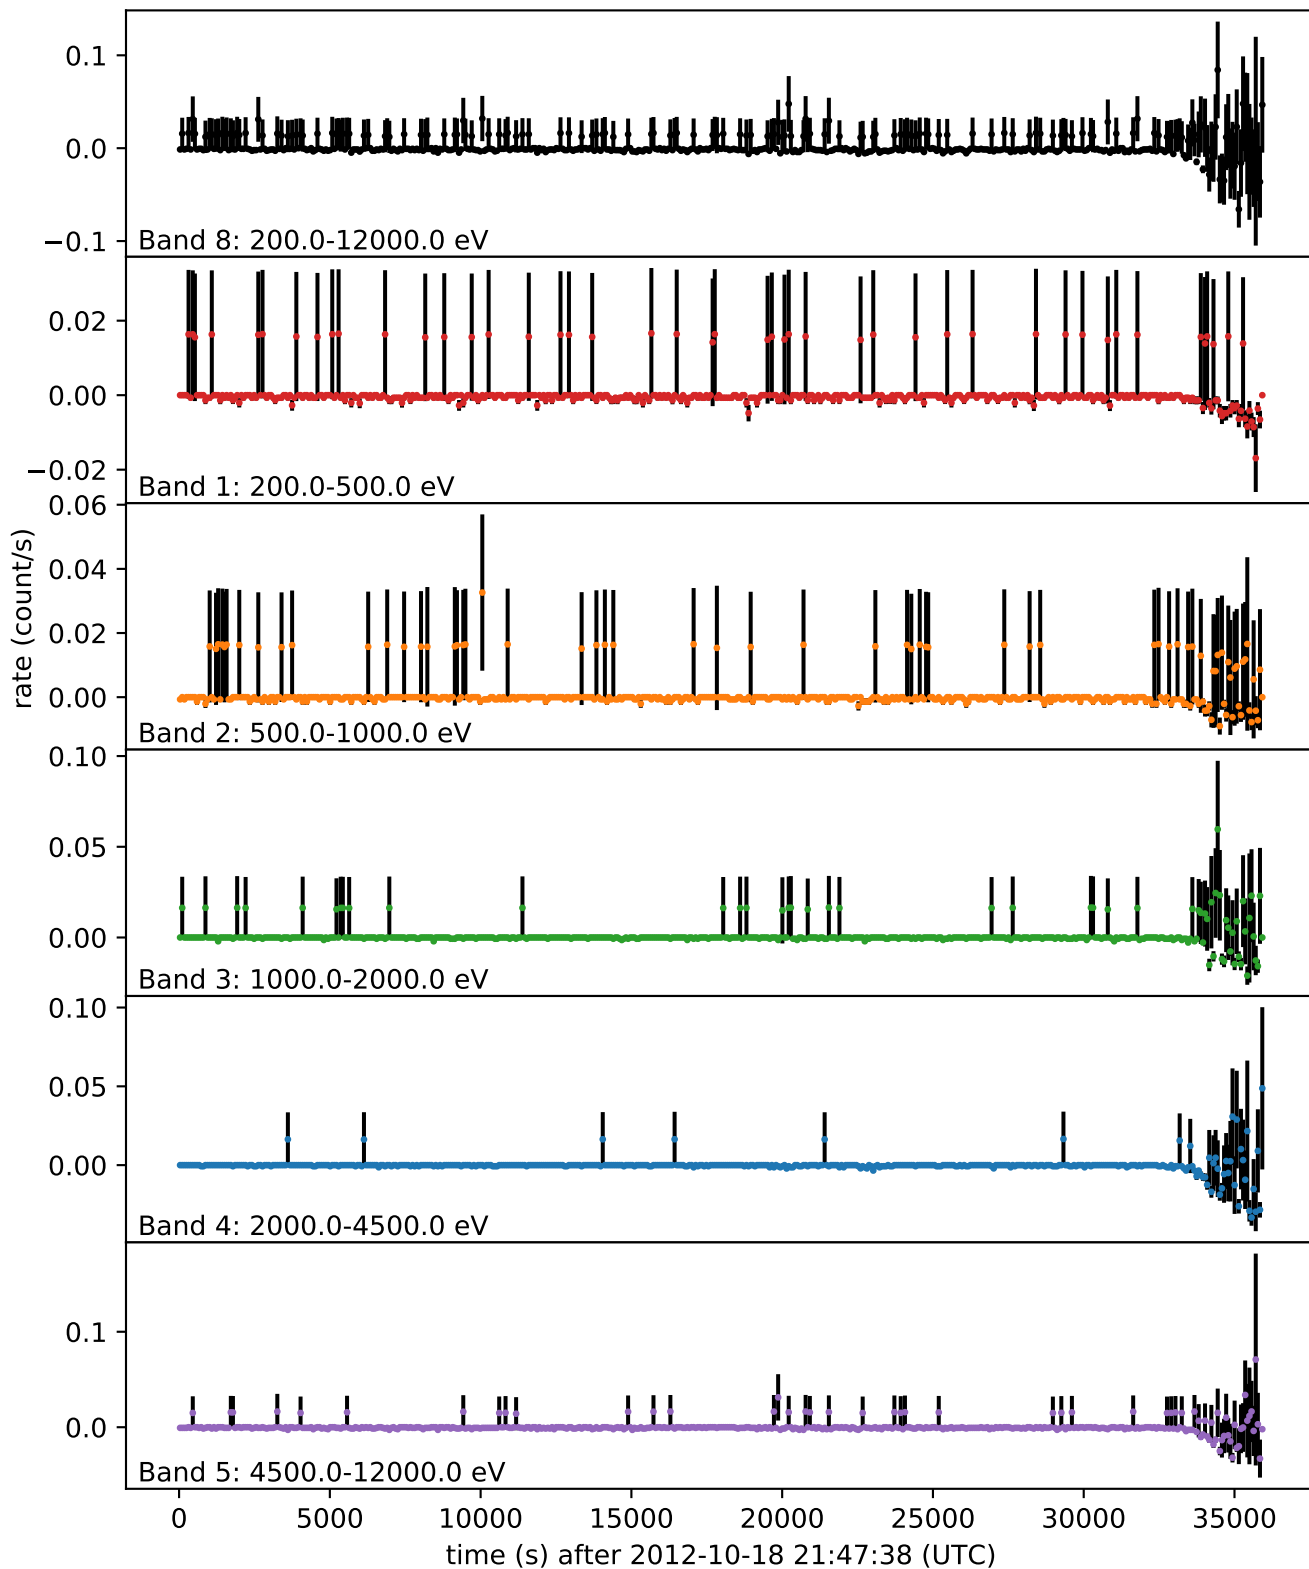 0.1
0.0
−0.1
Band 8: 200.0-12000.0 eV
0.02
0.00
−0.02
Band 1: 200.0-500.0 eV
rate (count/s)
0.06
0.04
0.02
0.00
Band 2: 500.0-1000.0 eV
0.10
0.05
0.00
Band 3: 1000.0-2000.0 eV
0.10
0.05
0.00
Band 4: 2000.0-4500.0 eV
0.1
0.0
Band 5: 4500.0-12000.0 eV
0 5000 10000 15000 20000 25000 30000 35000
time (s) after 2012-10-18 21:47:38 (UTC)